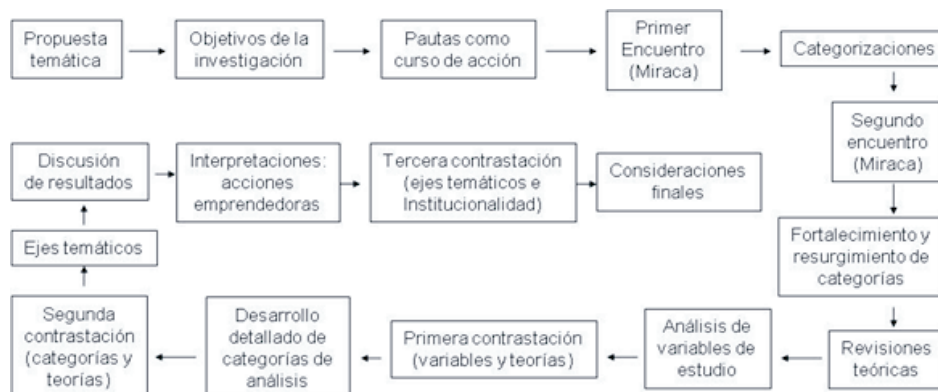 Propuesta
temática
Objetivos de la
investigación
Pautas como
curso de acción
Primer
Encuentro
(Miraca)
Categorizaciones
Segundo
encuentro
(Miraca)
Fortalecimiento y
resurgimiento de
categorías
Revisiones
teóricas
Análisis de
variables de
estudio
Primera contrastación
(variables y teorías)
Desarrollo
detallado de
categorías de
análisis
Segunda
contrastación
(categorías y
teorías)
Ejes temáticos
Discusión
de resultados
Interpretaciones:
acciones
emprendedoras
Tercera contrastación
(ejes temáticos e
Institucionalidad)
Consideraciones
finales